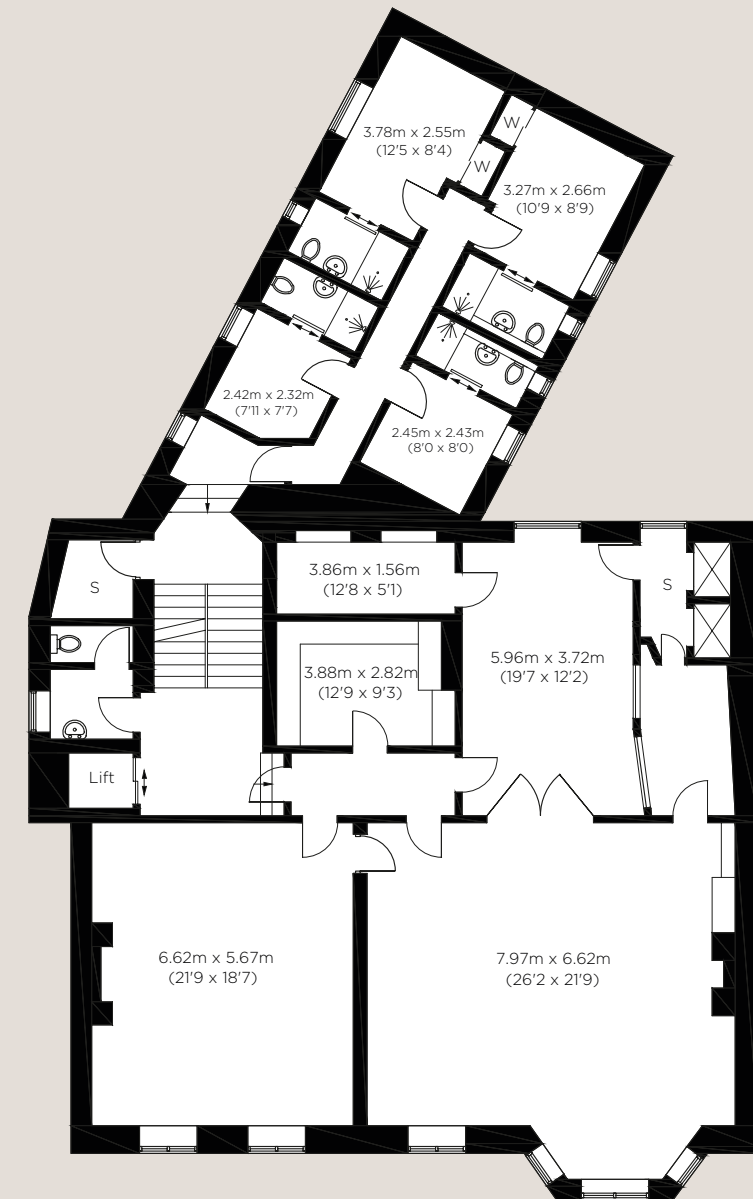 3.78m x 2.55m
(12'5 x 8'4)
W
W
3.27m x 2.66m
(10'9 x 8'9)
2.42m x 2.32m
(7'11 x 7'7)
2.45m x 2.43m
(8'0 x 8'0)
S
3.86m x 1.56m
(12'8 x 5'1)
S
3.88m x 2.82m
(12'9 x 9'3)
5.96m x 3.72m
(19'7 x 12'2)
Lift
6.62m x 5.67m
(21'9 x 18'7)
7.97m x 6.62m
(26'2 x 21'9)